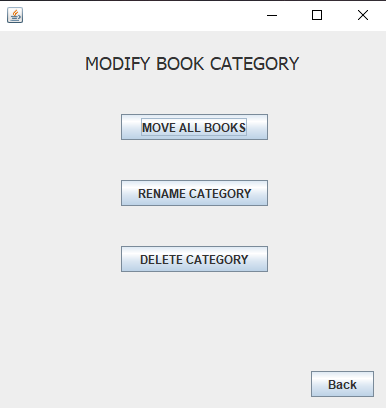 MODIFY BOOK CATEGORY
MOVE ALL BOOKS
RENAME CATEGORY
DELETE CATEGORY
Back